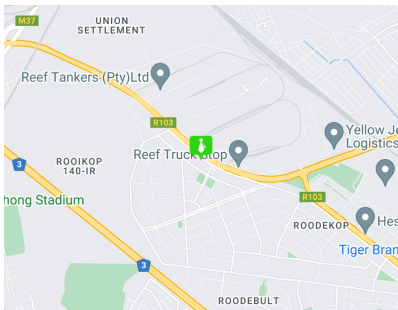 M37
UNION
SETTLEMENT
Reef Tankers (Pty)Ltd
R103
Yellow Je
Logistics
Reef Truck Stop
3
ROOIKOP
140-IR
hong Stadium
R103
Hes
ROODEKOP
Tiger Bran
3
ROODEBULT